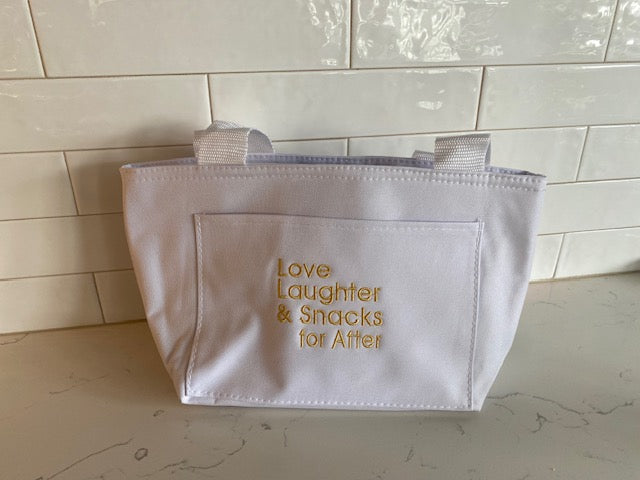 Love
Laughter
& Snacks
for After